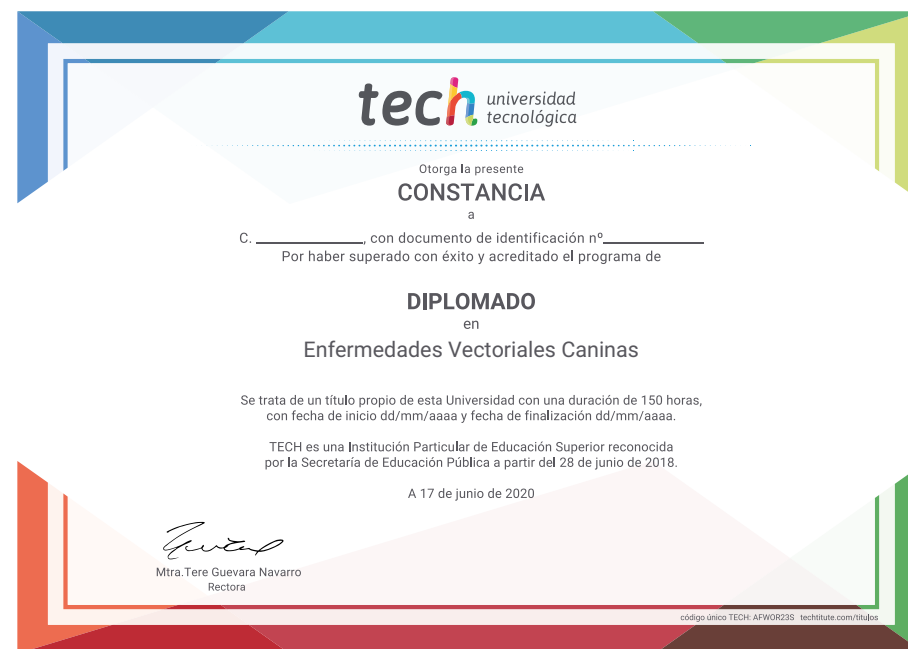 tech universidad
tecnológica
Otorga la presente
CONSTANCIA
a
C. ____________, con documento de identificación nº____________
Por haber superado con éxito y acreditado el programa de
DIPLOMADO
en
Enfermedades Vectoriales Caninas
Se trata de un título propio de esta Universidad con una duración de 150 horas,
con fecha de inicio dd/mm/aaaa y fecha de finalización dd/mm/aaaa.
TECH es una Institución Particular de Educación Superior reconocida
por la Secretaría de Educación Pública a partir del 28 de junio de 2018.
A 17 de junio de 2020
Mtra.Tere Guevara Navarro
Rectora
código único TECH: AFWOR23S techtitute.com/titulos